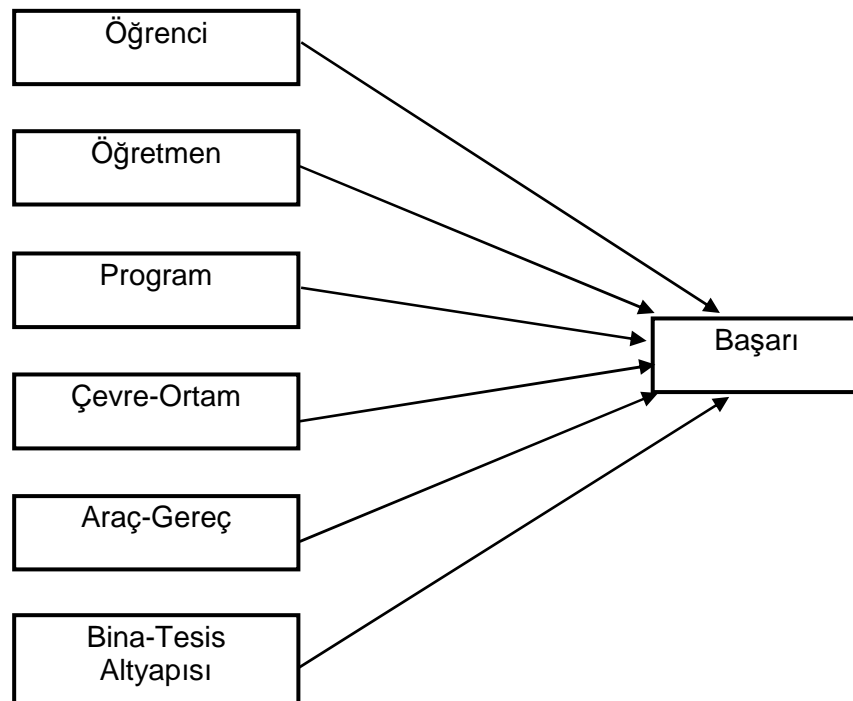 Öğrenci
Öğretmen
Program
Başarı
Çevre-Ortam
Araç-Gereç
Bina-Tesis
Altyapısı